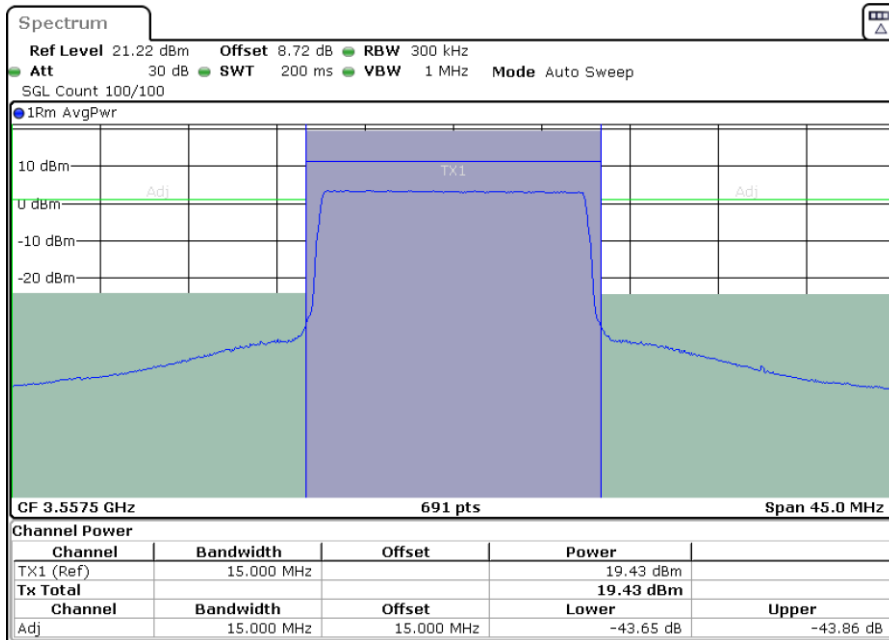 Spectrum
Ref Level 21.22 dBm Offset 8.72 dB RBW 300 kHz
Att 30 dB SWT 200 ms VBW 1 MHz Mode Auto Sweep
SGL Count 100/100
1Rm AvgPwr
10 dBm
TX1
Adj Adj
0 dBm
-10 dBm
-20 dBm
CF 3.5575 GHz 691 pts Span 45.0 MHz
Channel Power
Channel Bandwidth Offset Power
TX1 (Ref) 15.000 MHz 19.43 dBm
Tx Total 19.43 dBm
Channel Bandwidth Offset Lower Upper
Adj 15.000 MHz 15.000 MHz -43.65 dB -43.86 dB